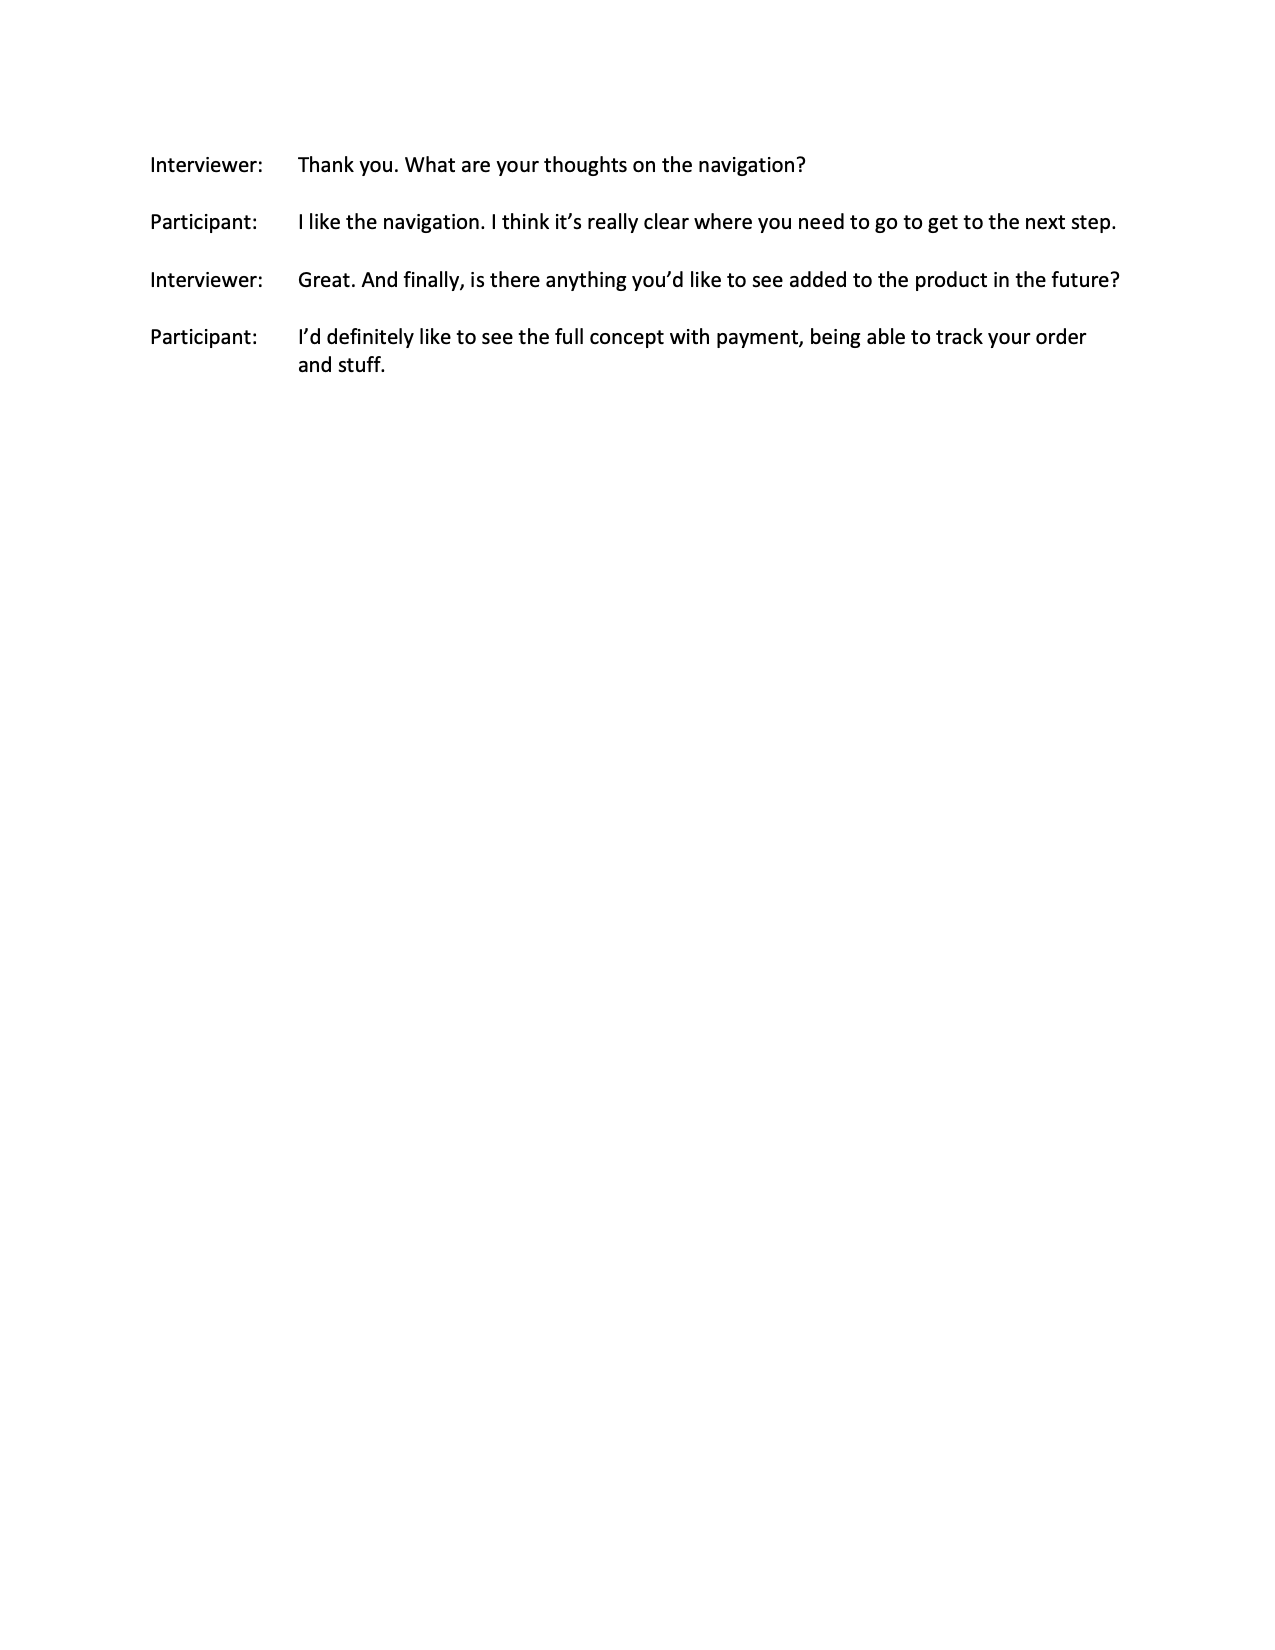 Interviewer: Thank you. What are your thoughts on the navigation?
Participant: I like the navigation. I think it’s really clear where you need to go to get to the next step.
Interviewer: Great. And finally, is there anything you’d like to see added to the product in the future?
Participant: I’d definitely like to see the full concept with payment, being able to track your order
and stuff.